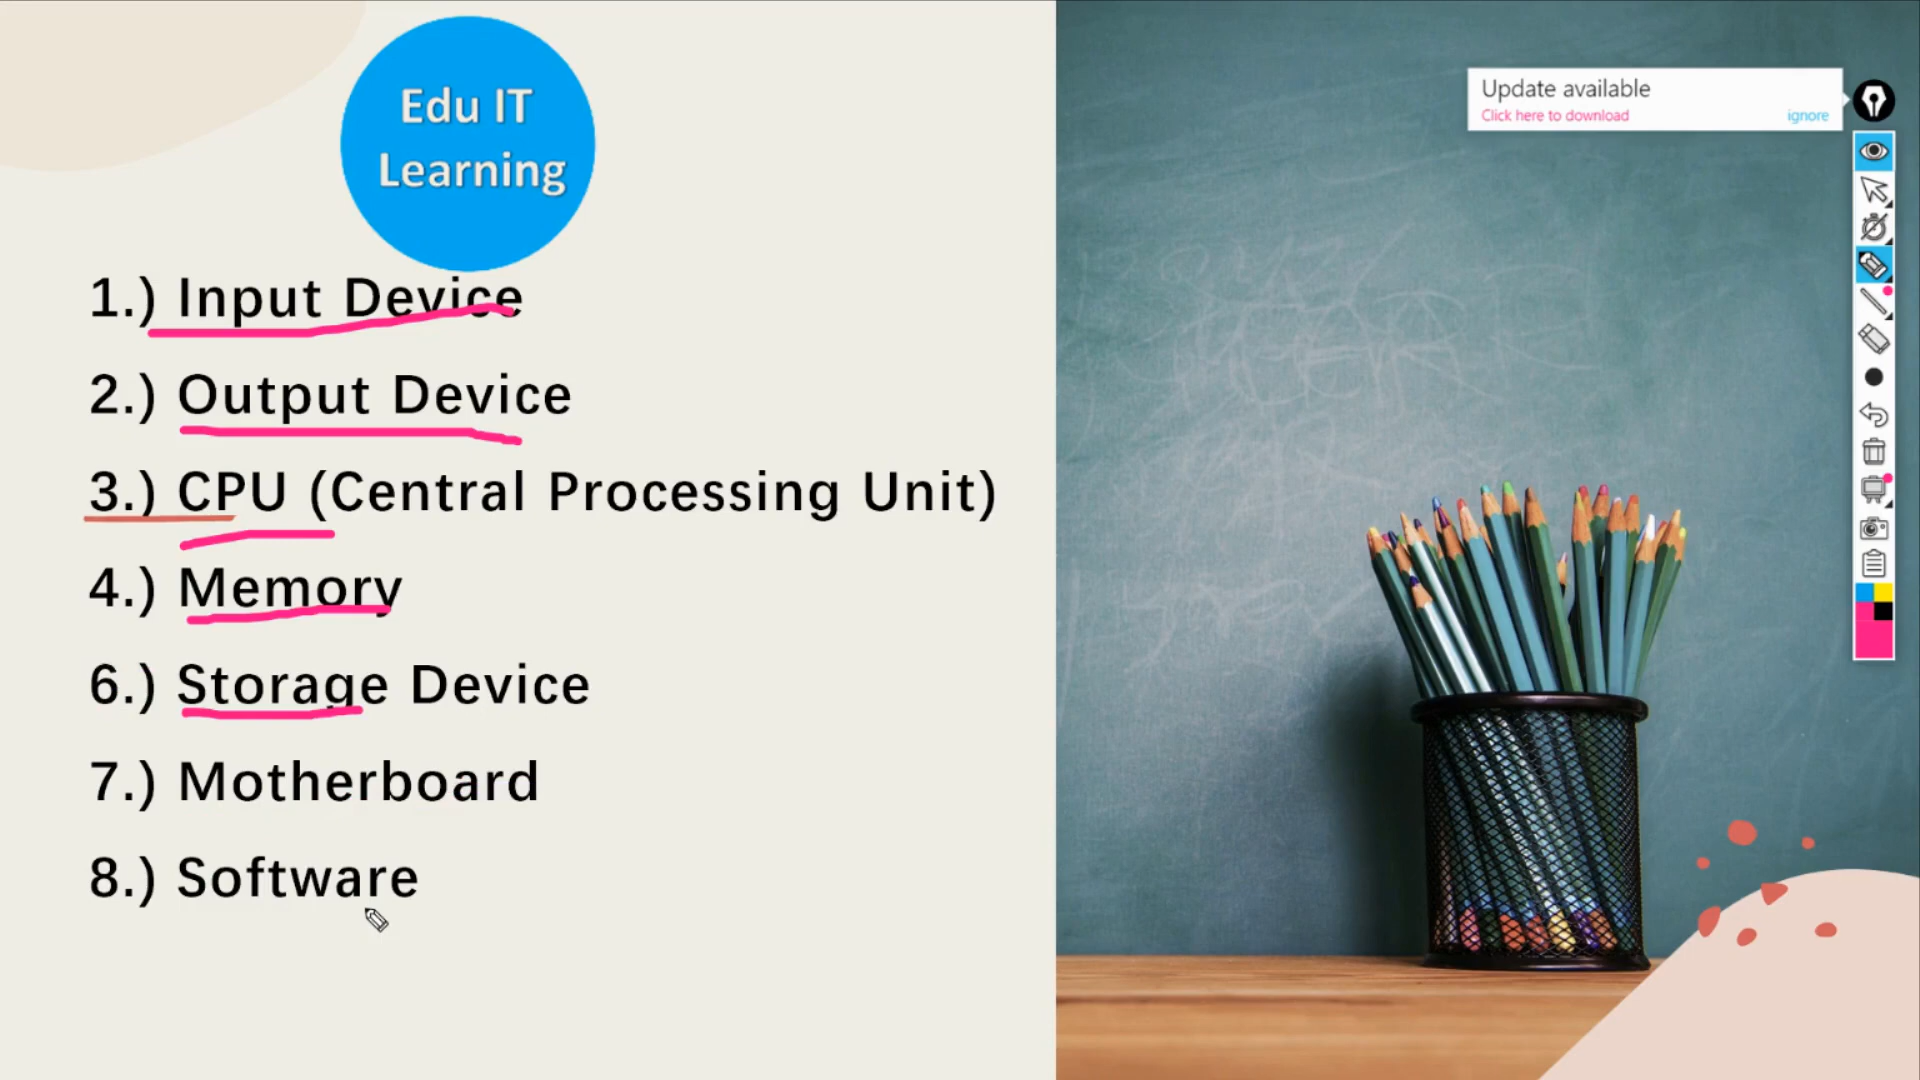 Edu IT
Learning
1.) Input Device
2.) Output Device
3.) CPU (Central Processing Unit)
4.) Memory
6.) Storage Device
7.) Motherboard
8.) Software
Update available
Click here to download ignore